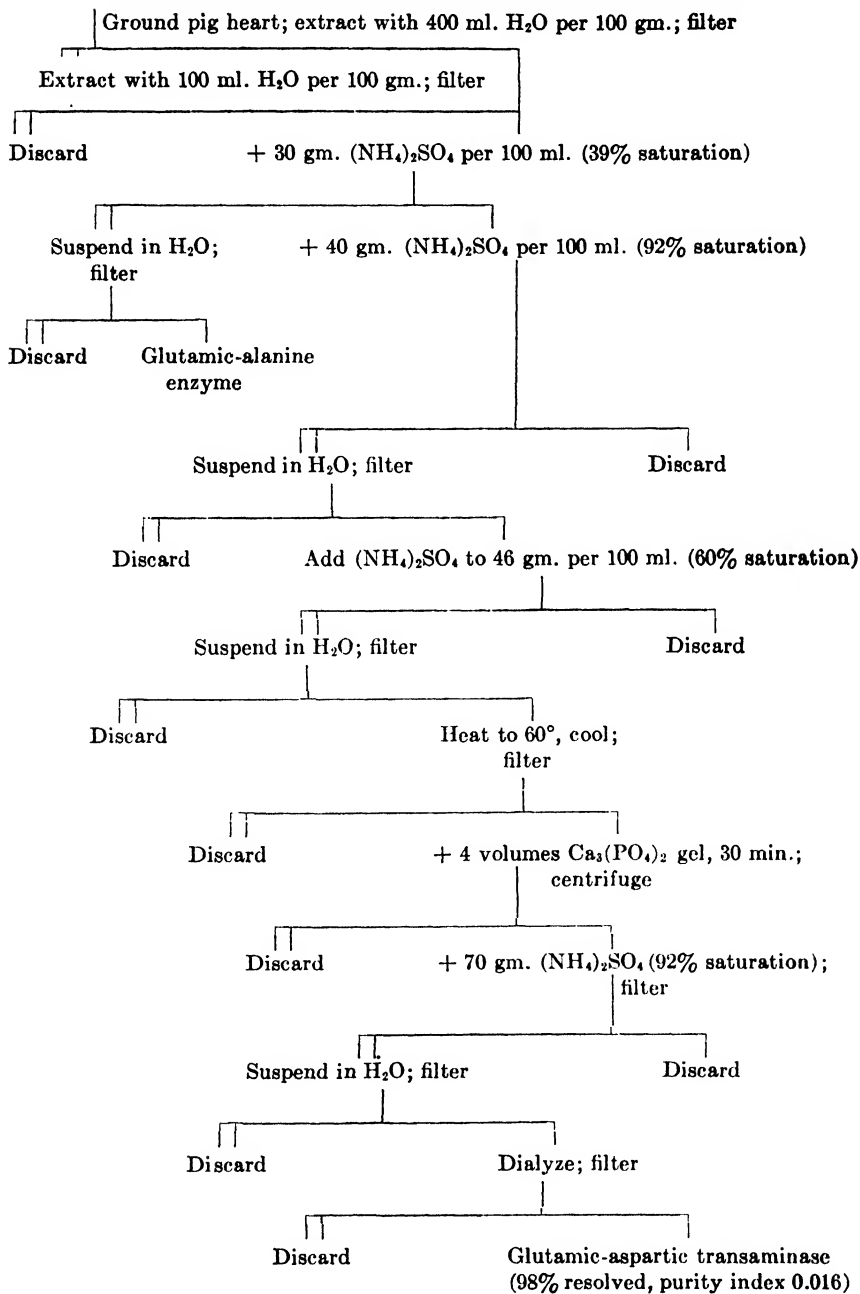 Ground pig heart; extract with 400 ml. H₂O per 100 gm.; filter
Extract with 100 ml. H₂O per 100 gm.; filter
Discard
+ 30 gm. (NH₄)₂SO₄ per 100 ml. (39% saturation)
Suspend in H₂O;
filter
+ 40 gm. (NH₄)₂SO₄ per 100 ml. (92% saturation)
Discard
Glutamic-alanine
enzyme
Suspend in H₂O; filter
Discard
Discard
Add (NH₄)₂SO₄ to 46 gm. per 100 ml. (60% saturation)
Suspend in H₂O; filter
Discard
Discard
Heat to 60°, cool;
filter
Discard
+ 4 volumes Ca₃(PO₄)₂ gel, 30 min.;
centrifuge
Discard
+ 70 gm. (NH₄)₂SO₄ (92% saturation);
filter
Suspend in H₂O; filter
Discard
Discard
Dialyze; filter
Discard
Glutamic-aspartic transaminase
(98% resolved, purity index 0.016)